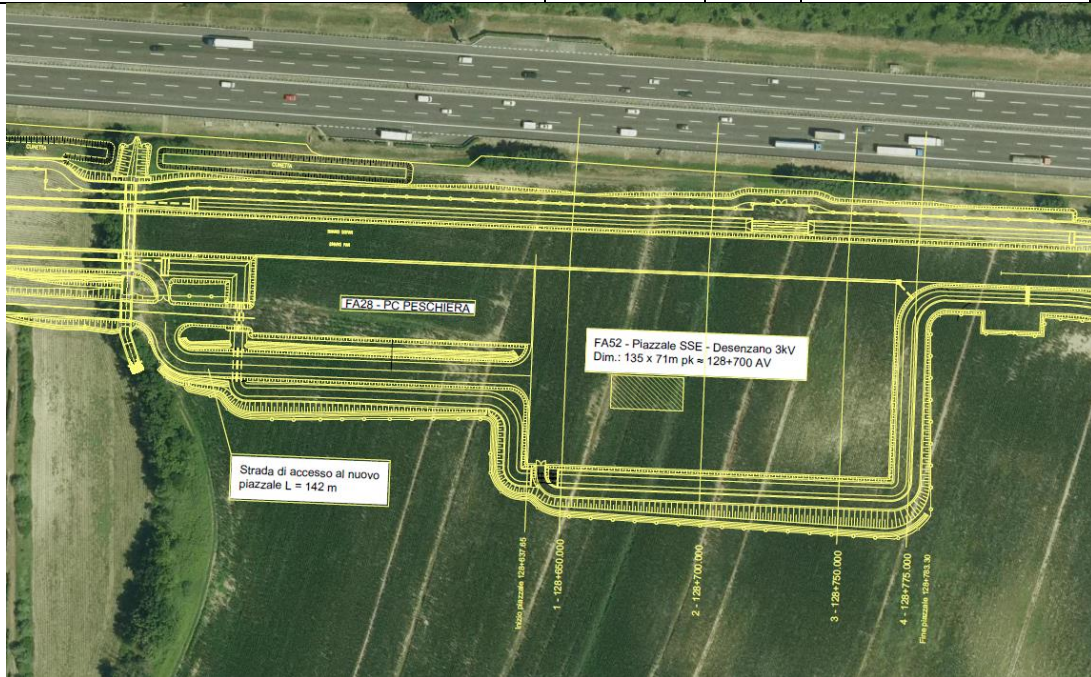 CUNETTA
CUNETTA
FA28 - PC PESCHIERA
FA52 - Piazzale SSE - Desenzano 3kV
Dim.: 135 x 71m pk ≈ 128+700 AV
Strada di accesso al nuovo
piazzale L = 142 m
Inizio piazzale 128+637.65
1 - 128+650.000
2 - 128+700.000
3 - 128+750.000
4 - 128+775.000
Fine piazzale 128+783.30